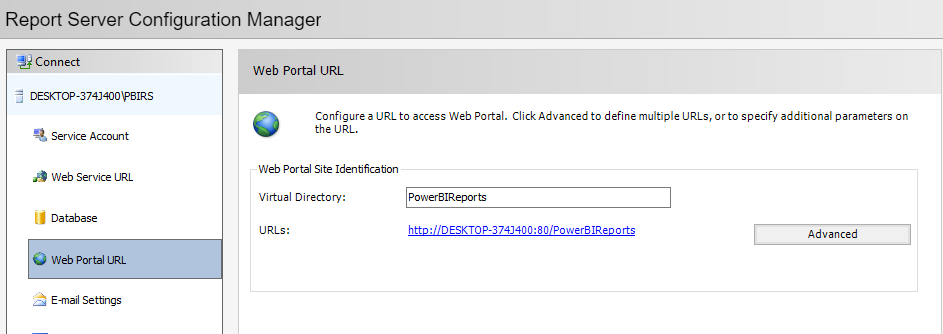 Report Server Configuration Manager
Connect
DESKTOP-374J400\PBIRS
Service Account
Web Service URL
Database
Web Portal URL
E-mail Settings
Web Portal URL
Configure a URL to access Web Portal. Click Advanced to define multiple URLs, or to specify additional parameters on
the URL.
Web Portal Site Identification
Virtual Directory: PowerBIReports
URLs: http://DESKTOP-374J400:80/PowerBIReports
Advanced